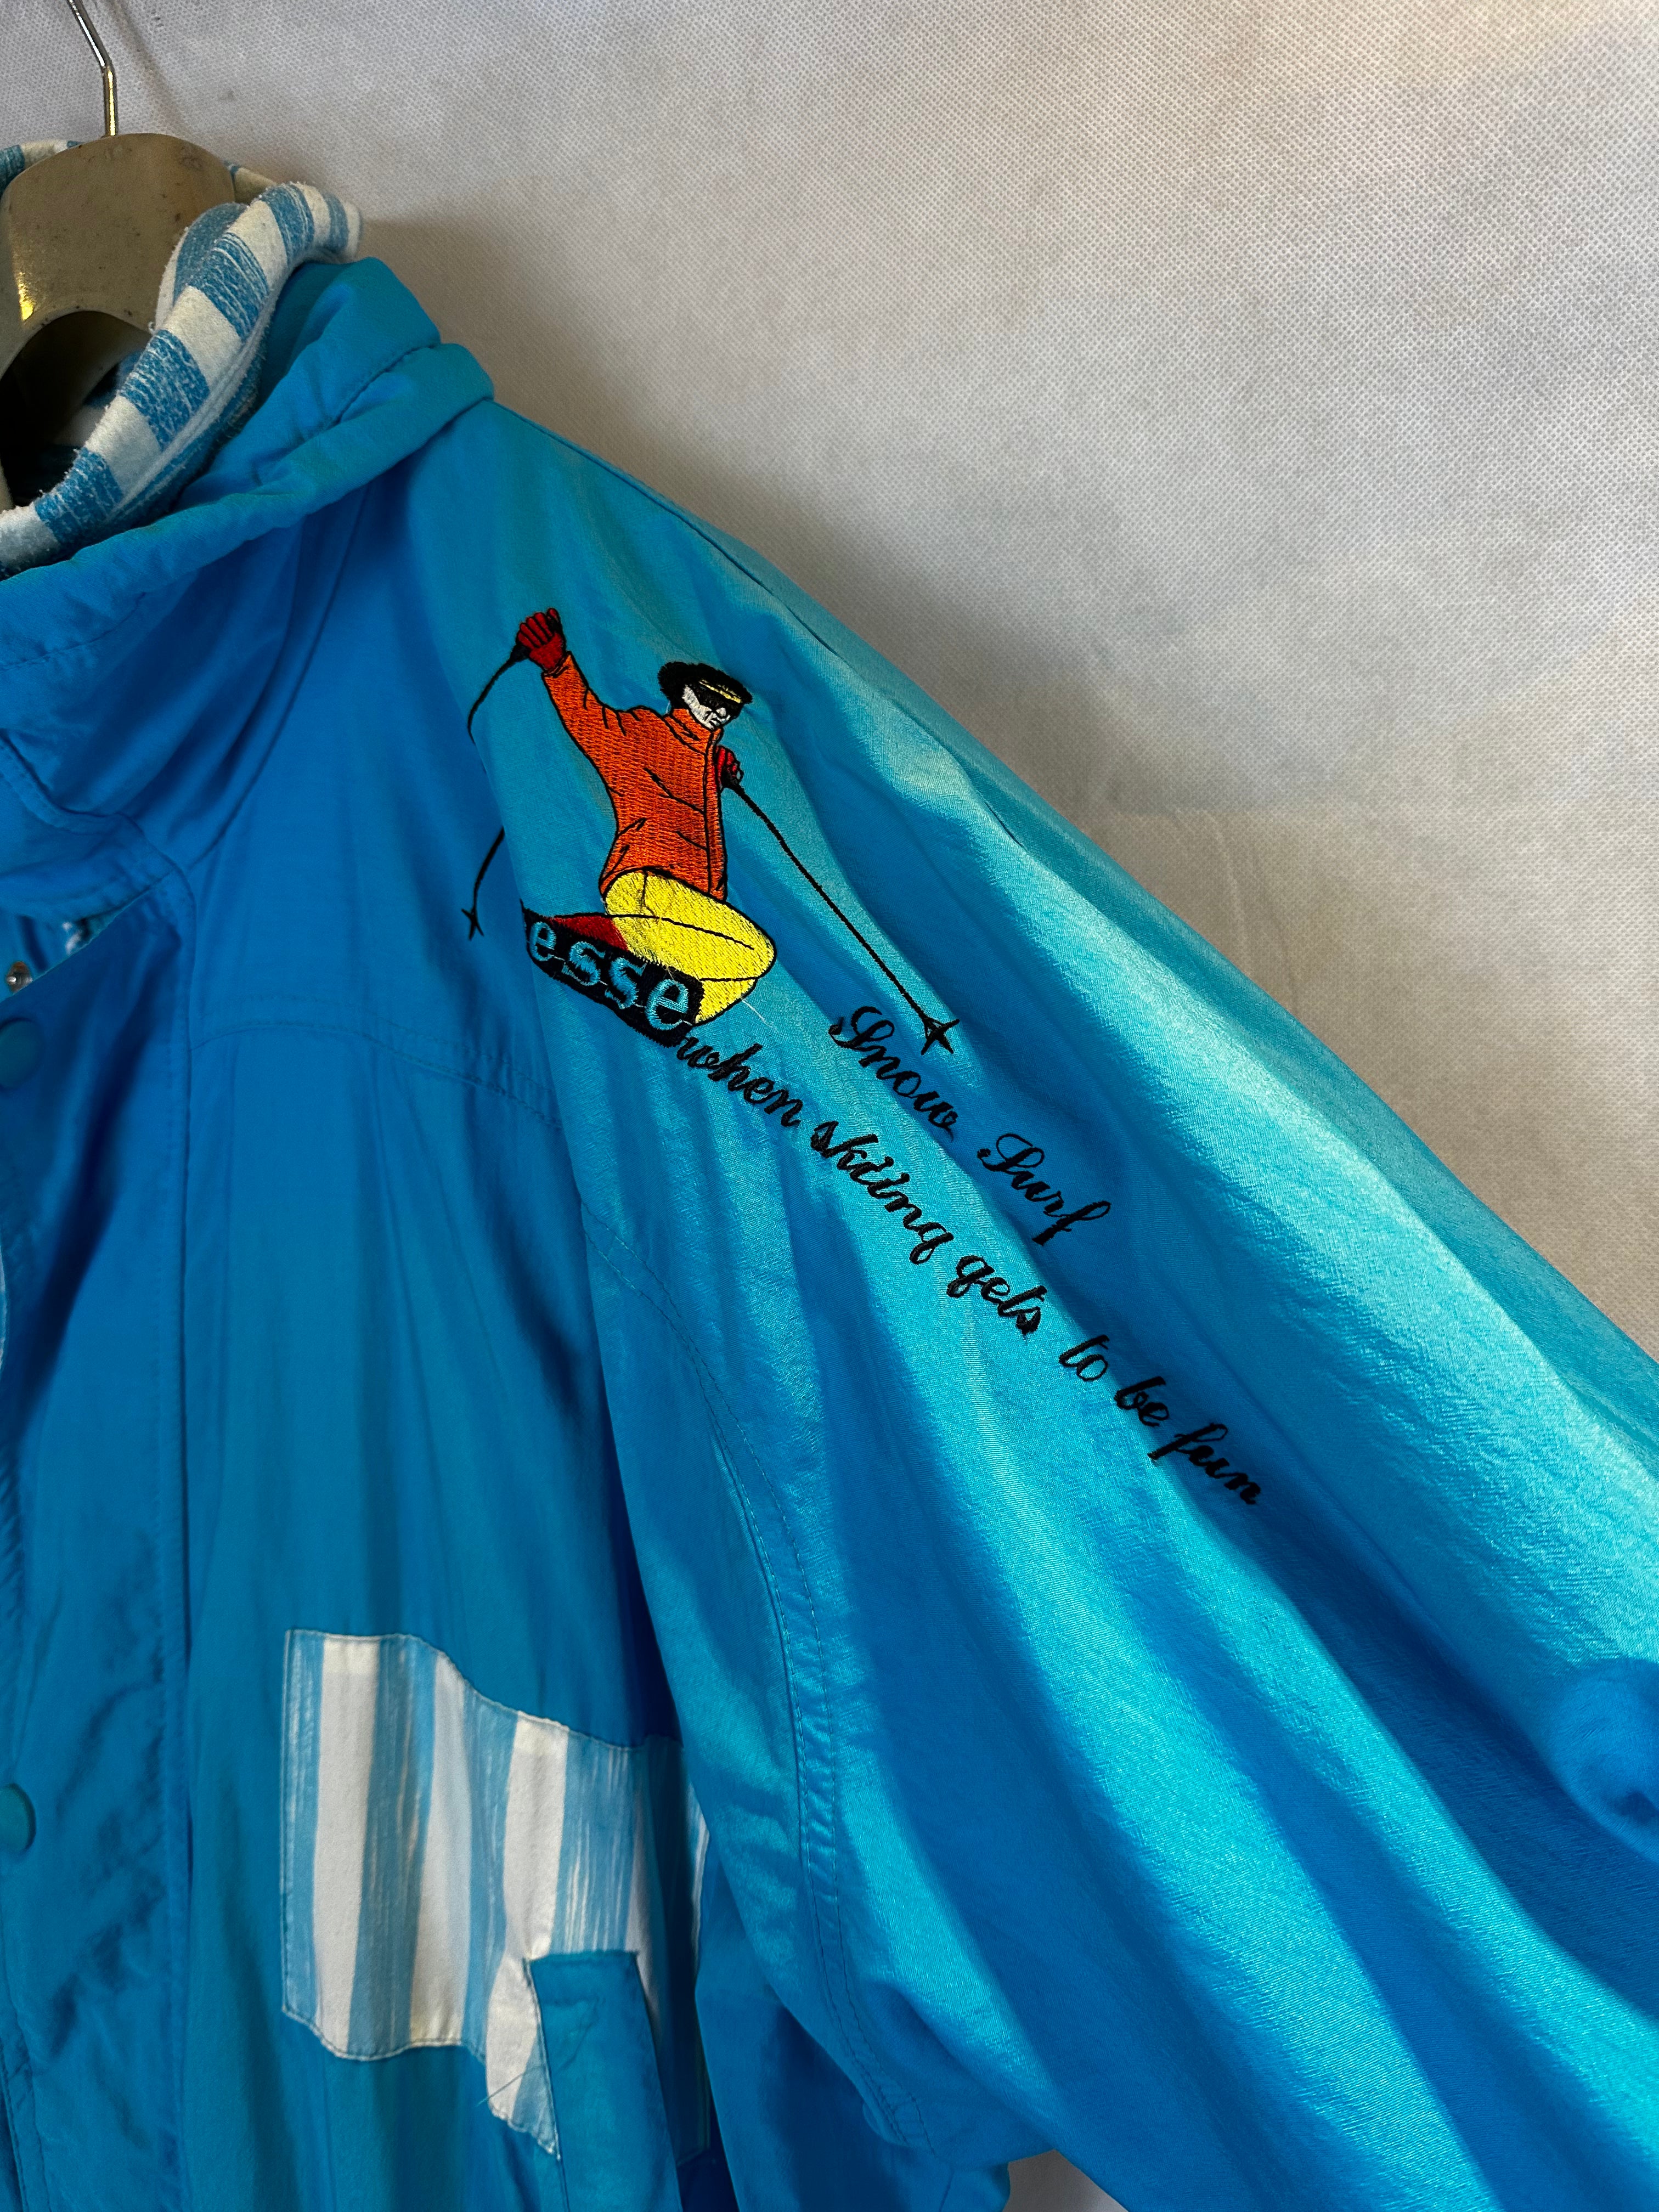 esse
Snow Surf
when skiing gets to be fun